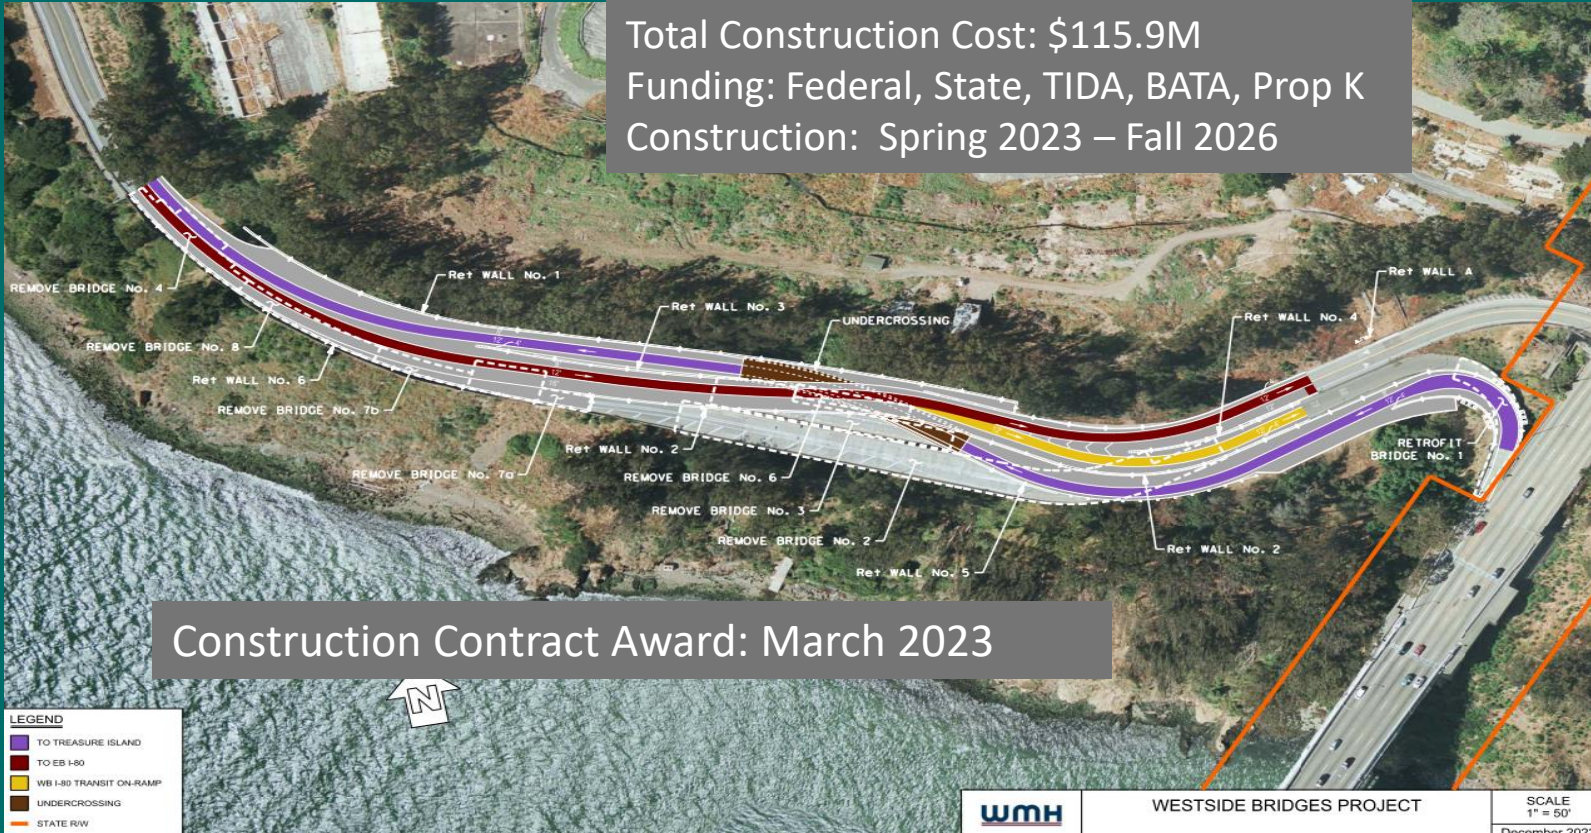 Total Construction Cost: $115.9M
Funding: Federal, State, TIDA, BATA, Prop K
Construction: Spring 2023 – Fall 2026
Ret WALL No. 1
REMOVE BRIDGE No. 4
Ret WALL No. 3
UNDERCROSSING
Ret WALL A
Ret WALL No. 4
REMOVE BRIDGE No. 8
Ret WALL No. 6
REMOVE BRIDGE No. 7b
Ret WALL No. 2
REMOVE BRIDGE No. 7a
REMOVE BRIDGE No. 6
REMOVE BRIDGE No. 3
REMOVE BRIDGE No. 2
Ret WALL No. 5
Ret WALL No. 2
RETROFIT
BRIDGE No. 1
12'
16'
Construction Contract Award: March 2023
N
LEGEND
TO TREASURE ISLAND
TO EB I-80
WB I-80 TRANSIT ON-RAMP
UNDERCROSSING
STATE R/W
WMH
WESTSIDE BRIDGES PROJECT
SCALE
1" = 50'
December